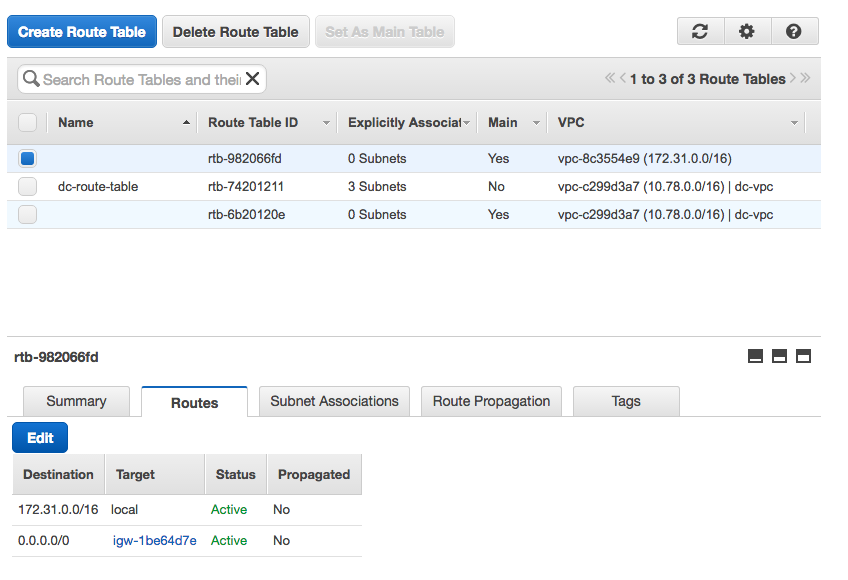 Create Route Table Delete Route Table Set As Main Table
Search Route Tables and thei 1 to 3 of 3 Route Tables
Name Route Table ID Explicitly Associat Main VPC
rtb-982066fd 0 Subnets Yes vpc-8c3554e9 (172.31.0.0/16)
dc-route-table rtb-74201211 3 Subnets No vpc-c299d3a7 (10.78.0.0/16) | dc-vpc
rtb-6b20120e 0 Subnets Yes vpc-c299d3a7 (10.78.0.0/16) | dc-vpc
rtb-982066fd
Summary Routes Subnet Associations Route Propagation Tags
Edit
Destination Target Status Propagated
172.31.0.0/16 local Active No
0.0.0.0/0 igw-1be64d7e Active No